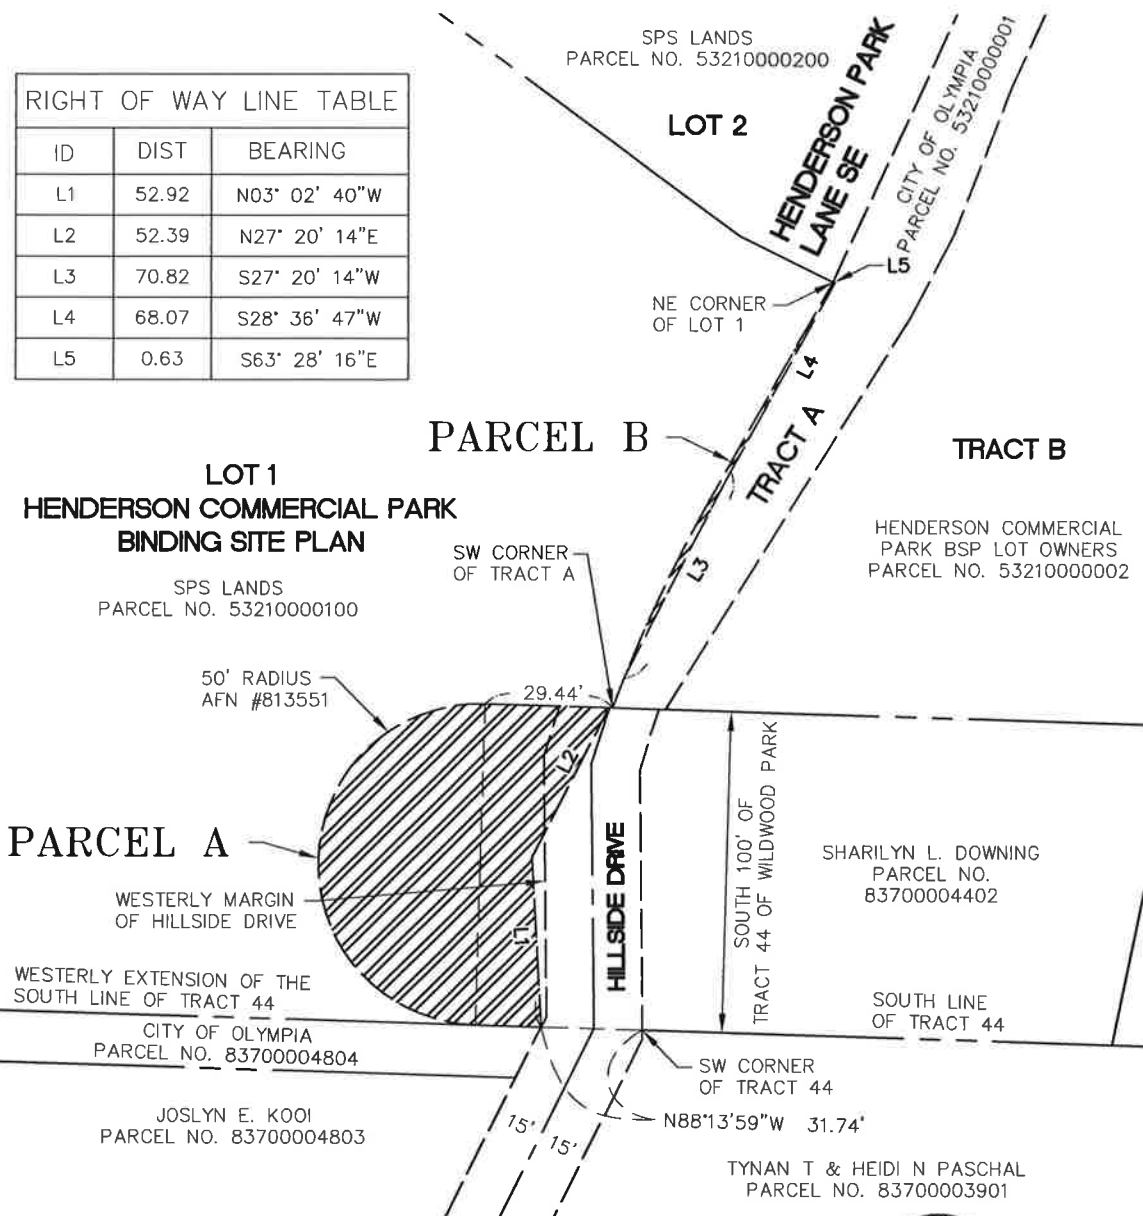 SPS LANDS
PARCEL NO. 53210000200
LOT 2
HENDERSON PARK
LANE SE
CITY OF OLYMPIA
PARCEL NO. 53210000001
RIGHT OF WAY LINE TABLE
ID DIST BEARING
L1 52.92 N03° 02' 40"W
L2 52.39 N27° 20' 14"E
L3 70.82 S27° 20' 14"W
L4 68.07 S28° 36' 47"W
L5 0.63 S63° 28' 16"E
L5
NE CORNER
OF LOT 1
L4
PARCEL B
TRACT A
TRACT B
LOT 1
HENDERSON COMMERCIAL PARK
BINDING SITE PLAN
SPS LANDS
PARCEL NO. 53210000100
HENDERSON COMMERCIAL
PARK BSP LOT OWNERS
PARCEL NO. 53210000002
SW CORNER
OF TRACT A
L3
50' RADIUS
AFN #813551
29.44'
L2
PARCEL A
WESTERLY MARGIN
OF HILLSIDE DRIVE
L1
HILLSIDE DRIVE
SOUTH 100' OF
TRACT 44 OF WILDWOOD PARK
SHARILYN L. DOWNING
PARCEL NO.
83700004402
WESTERLY EXTENSION OF THE
SOUTH LINE OF TRACT 44
SOUTH LINE
OF TRACT 44
CITY OF OLYMPIA
PARCEL NO. 83700004804
SW CORNER
OF TRACT 44
JOSLYN E. KOOI
PARCEL NO. 83700004803
15'
15'
N88°13'59"W 31.74'
TYNAN T & HEIDI N PASCHAL
PARCEL NO. 83700003901